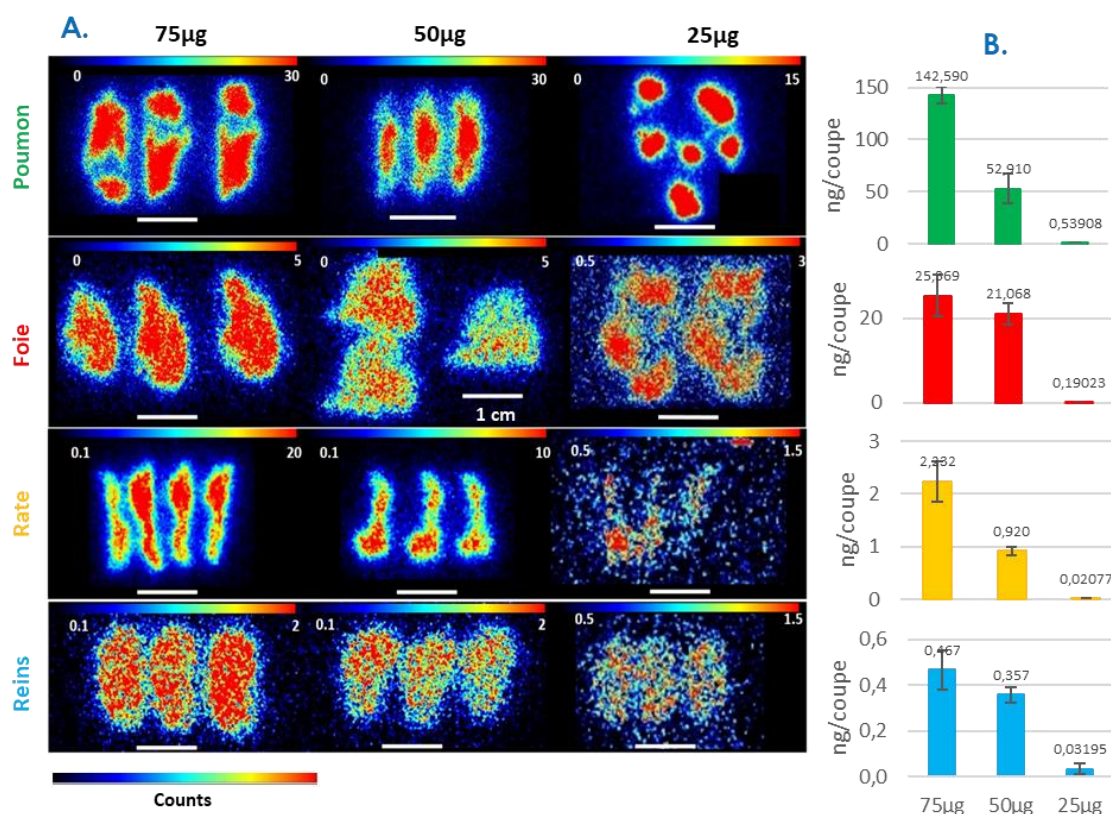 A.
75µg 50µg 25µg
B.
Poumon
0 30 0 30 0 15
Foie
0 5 0 5 0.5 3
1 cm
Rate
0.1 20 0.1 10 0.5 1.5
Reins
0.1 2 0.1 2 0.5 1.5
Counts
ng/coupe
150
100
50
0
142,590
52,910
0,53908
ng/coupe
20
0
21,068
0,19023
ng/coupe
3
2
1
0
2,232
0,920
0,02077
ng/coupe
0,6
0,4
0,2
0,0
0,467
0,357
0,03195
75µg 50µg 25µg